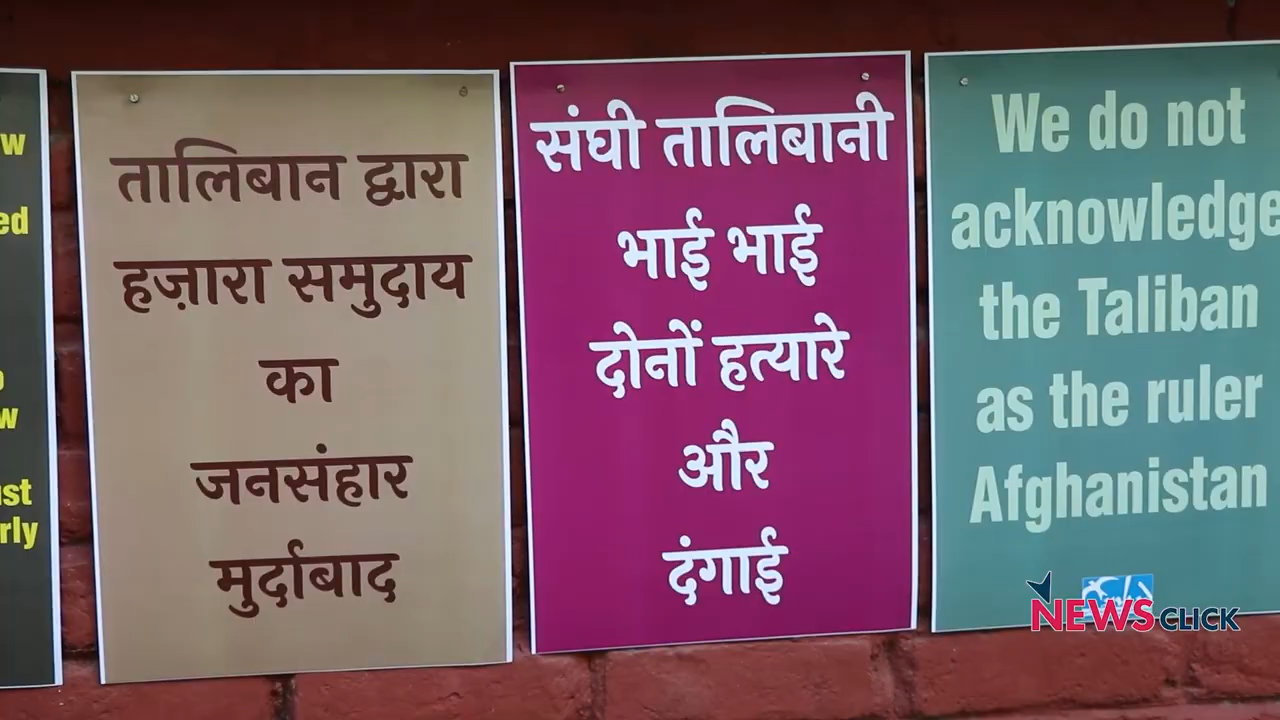 तालिबान द्वारा
हज़ारा समुदाय
का
जनसंहार
मुर्दाबाद
संघी तालिबानी
भाई भाई
दोनों हत्यारे
और
दंगाई
We do not
acknowledge
the Taliban
as the ruler
Afghanistan
NEWSCLICK